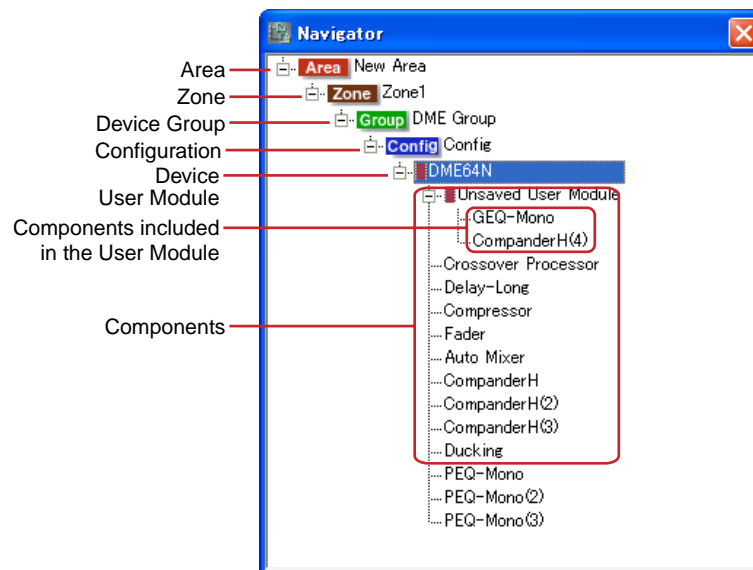 Navigator
Area Area New Area
Zone Zone Zone1
Device Group Group DME Group
Configuration Config Config
Device DME64N
User Module Unsaved User Module
Components included in the User Module
GEQ-Mono
CompanderH(4)
Crossover Processor
Delay-Long
Components
Compressor
Fader
Auto Mixer
CompanderH
CompanderH(2)
CompanderH(3)
Ducking
PEQ-Mono
PEQ-Mono(2)
PEQ-Mono(3)